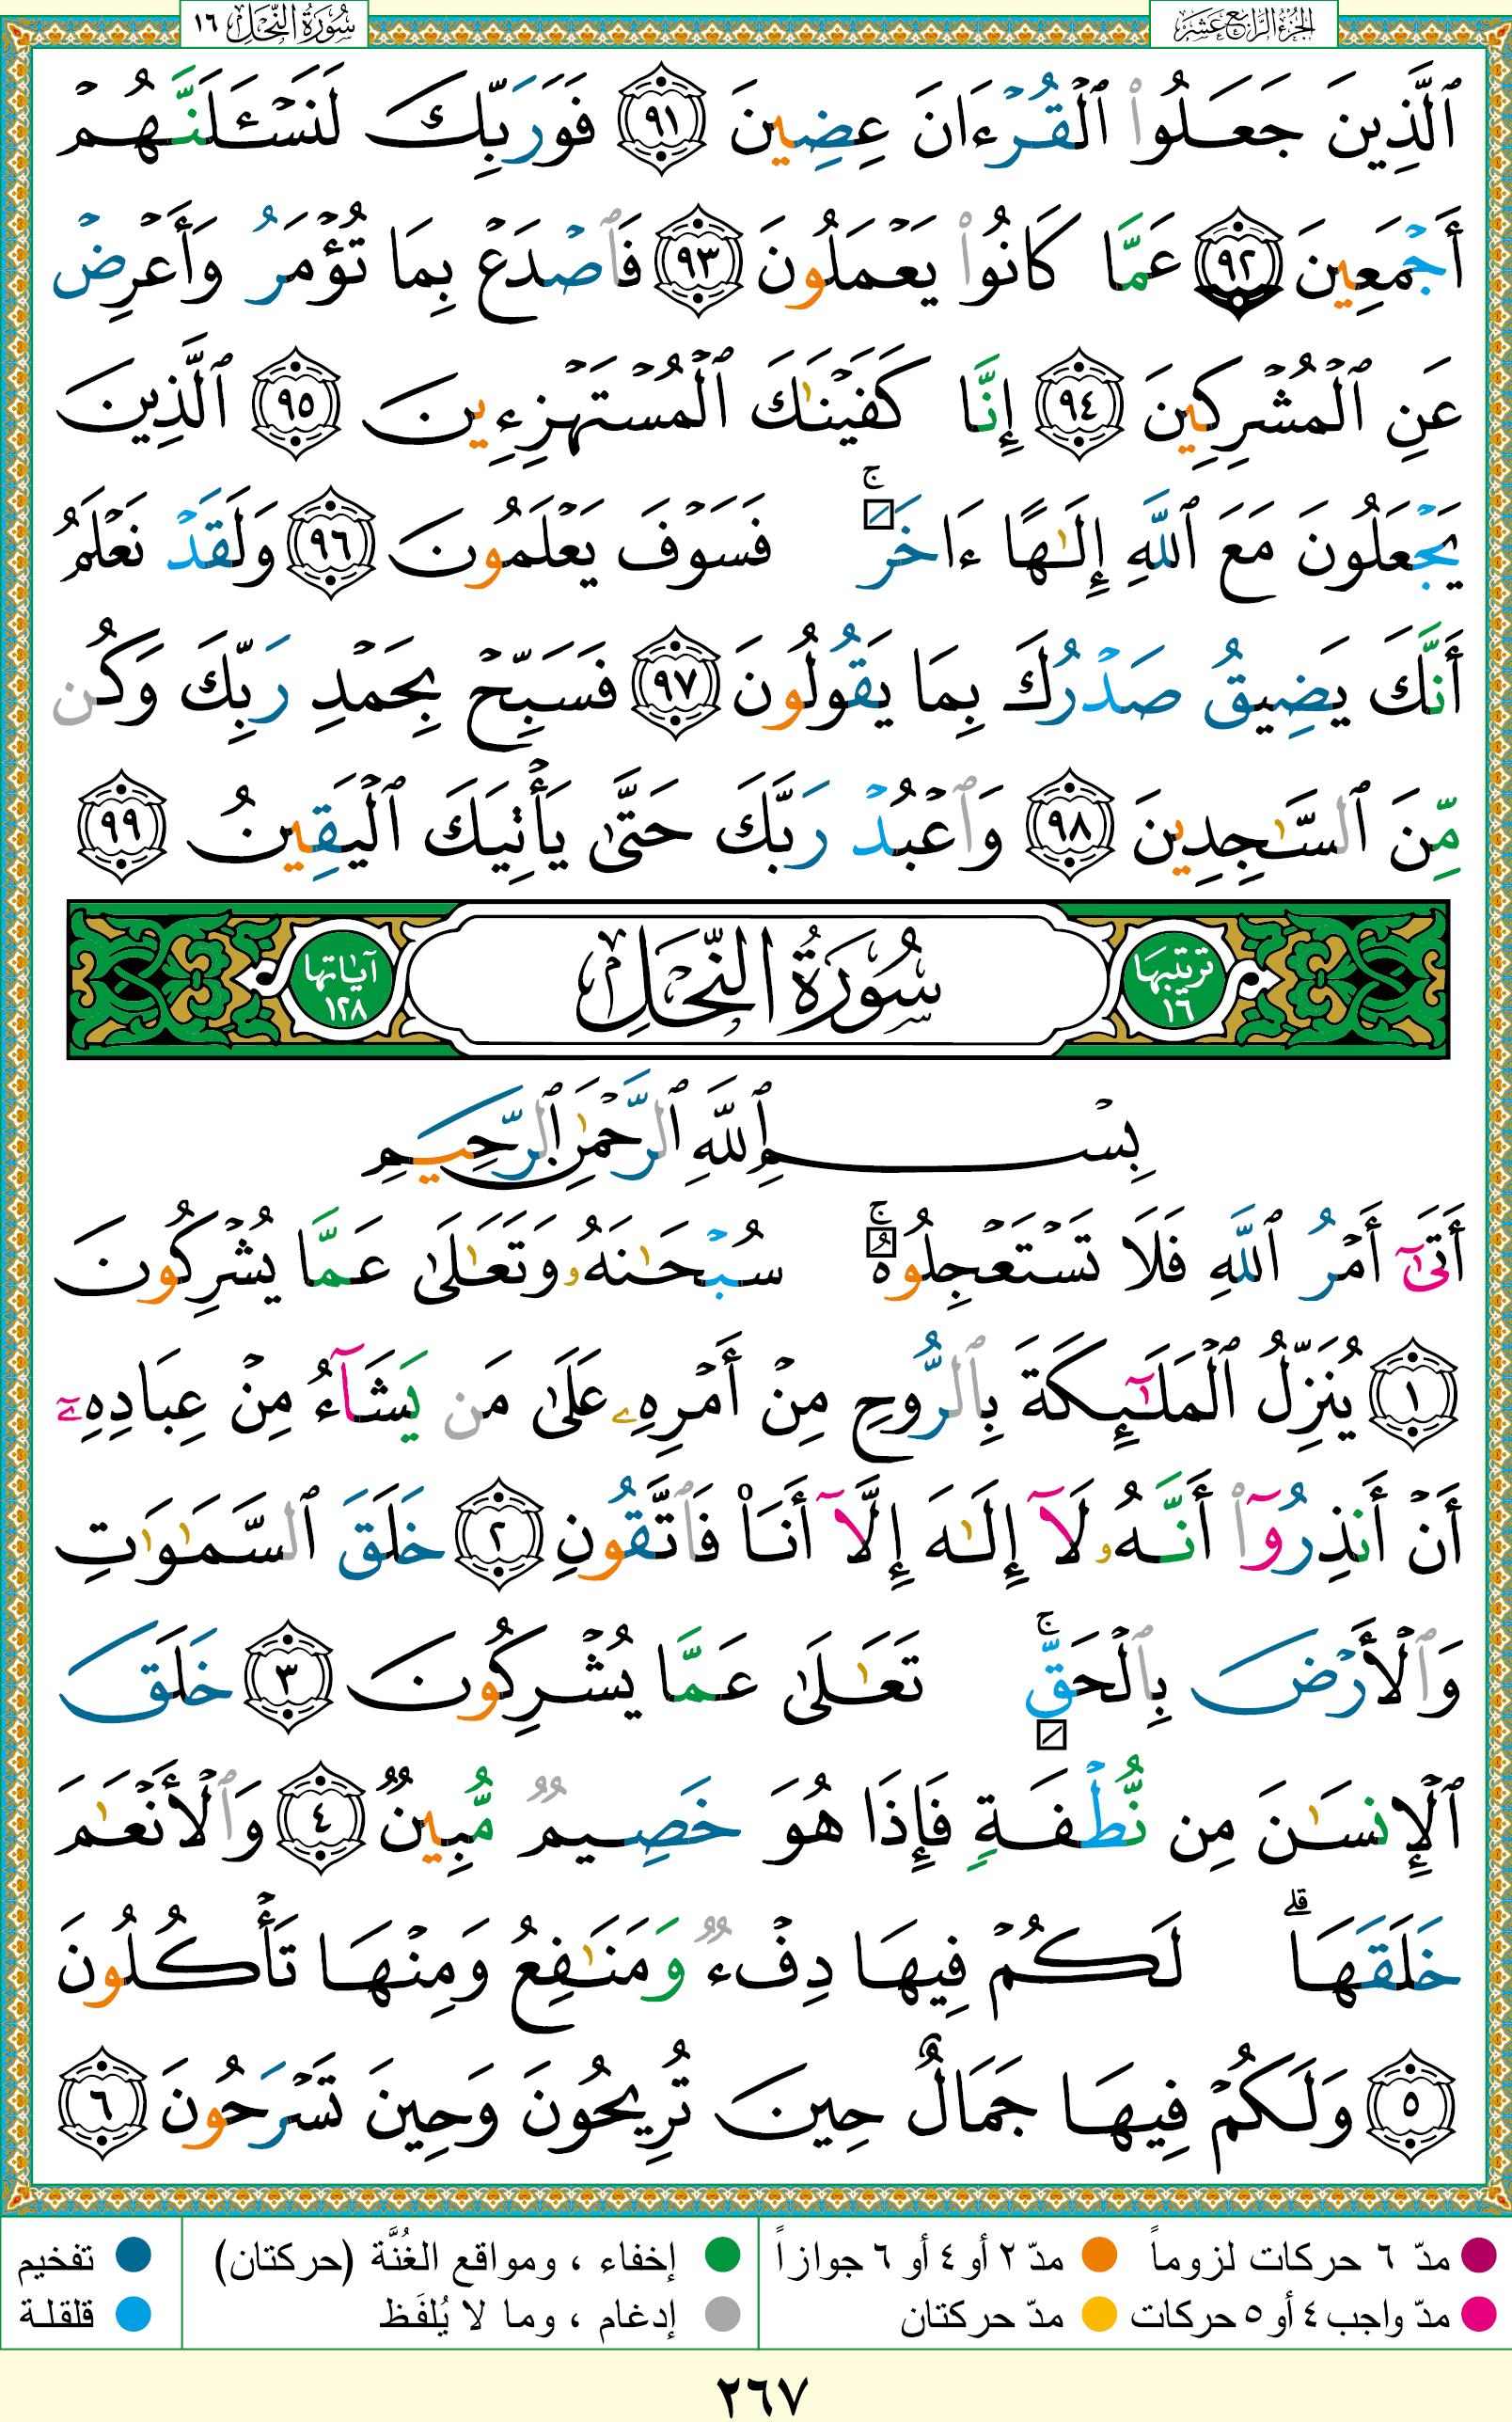 الجزء الرابع عشر
سورة النحل ١٦
ٱلَّذِينَ جَعَلُوا۟ ٱلْقُرْءَانَ عِضِينَ ٩١ فَوَرَبِّكَ لَنَسْـَٔلَنَّهُمْ
أَجْمَعِينَ ٩٢ عَمَّا كَانُوا۟ يَعْمَلُونَ ٩٣ فَٱصْدَعْ بِمَا تُؤْمَرُ وَأَعْرِضْ
عَنِ ٱلْمُشْرِكِينَ ٩٤ إِنَّا كَفَيْنَـٰكَ ٱلْمُسْتَهْزِءِينَ ٩٥ ٱلَّذِينَ
يَجْعَلُونَ مَعَ ٱللَّهِ إِلَـٰهًا ءَاخَرَ ۚ فَسَوْفَ يَعْلَمُونَ ٩٦ وَلَقَدْ نَعْلَمُ
أَنَّكَ يَضِيقُ صَدْرُكَ بِمَا يَقُولُونَ ٩٧ فَسَبِّحْ بِحَمْدِ رَبِّكَ وَكُن
مِّنَ ٱلسَّـٰجِدِينَ ٩٨ وَٱعْبُدْ رَبَّكَ حَتَّىٰ يَأْتِيَكَ ٱلْيَقِينُ ٩٩
ترتيبها ١٦ سُورَةُ النَّحْلِ آياتها ١٢٨
بِسْمِ ٱللَّهِ ٱلرَّحْمَـٰنِ ٱلرَّحِيمِ
أَتَىٰٓ أَمْرُ ٱللَّهِ فَلَا تَسْتَعْجِلُوهُ ۚ سُبْحَـٰنَهُۥ وَتَعَـٰلَىٰ عَمَّا يُشْرِكُونَ
١ يُنَزِّلُ ٱلْمَلَـٰٓئِكَةَ بِٱلرُّوحِ مِنْ أَمْرِهِۦ عَلَىٰ مَن يَشَآءُ مِنْ عِبَادِهِۦٓ
أَنْ أَنذِرُوٓا۟ أَنَّهُۥ لَآ إِلَـٰهَ إِلَّآ أَنَا۠ فَٱتَّقُونِ ٢ خَلَقَ ٱلسَّمَـٰوَٰتِ
وَٱلْأَرْضَ بِٱلْحَقِّ ۚ تَعَـٰلَىٰ عَمَّا يُشْرِكُونَ ٣ خَلَقَ
ٱلْإِنسَـٰنَ مِن نُّطْفَةٍ فَإِذَا هُوَ خَصِيمٌ مُّبِينٌ ٤ وَٱلْأَنْعَـٰمَ
خَلَقَهَا ۗ لَكُمْ فِيهَا دِفْءٌ وَمَنَـٰفِعُ وَمِنْهَا تَأْكُلُونَ
٥ وَلَكُمْ فِيهَا جَمَالٌ حِينَ تُرِيحُونَ وَحِينَ تَسْرَحُونَ ٦
مدّ ٦ حركات لزوماً مدّ ٢ أو ٤ أو ٦ جوازاً إخفاء ، ومواقع الغُنَّة (حركتان) تفخيم
مدّ واجب ٤ أو ٥ حركات مدّ حركتان إدغام ، وما لا يُلفَظ قلقلة
٢٦٧